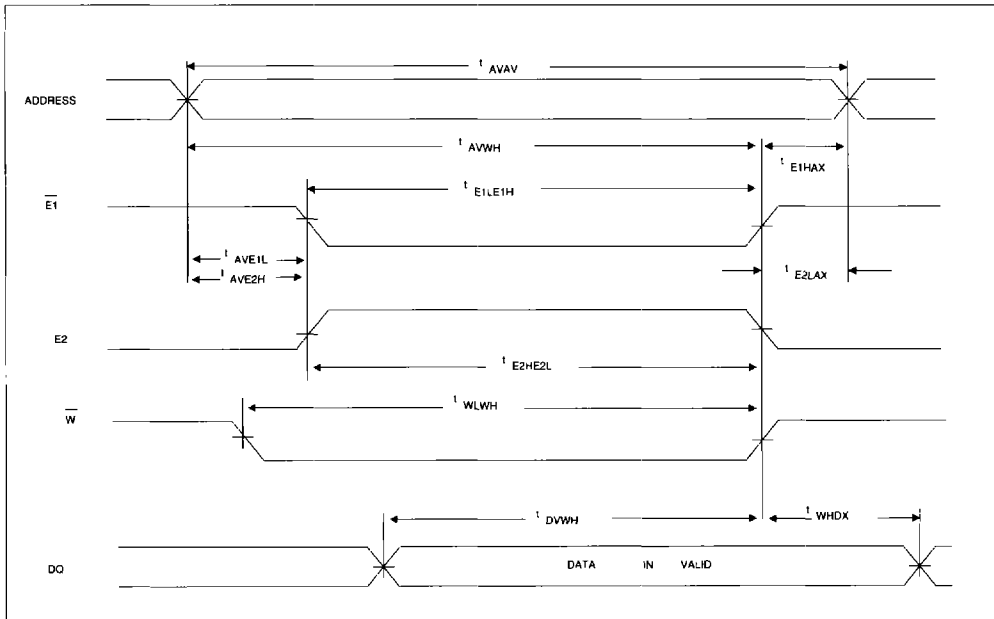 t AVAV
ADDRESS
t AVWH
t E1HAX
t E1LE1H
E1
t AVE1L
t AVE2H
t E2LAX
E2
t E2HE2L
t WLWH
W
t DVWH
t WHDX
DQ
DATA IN VALID